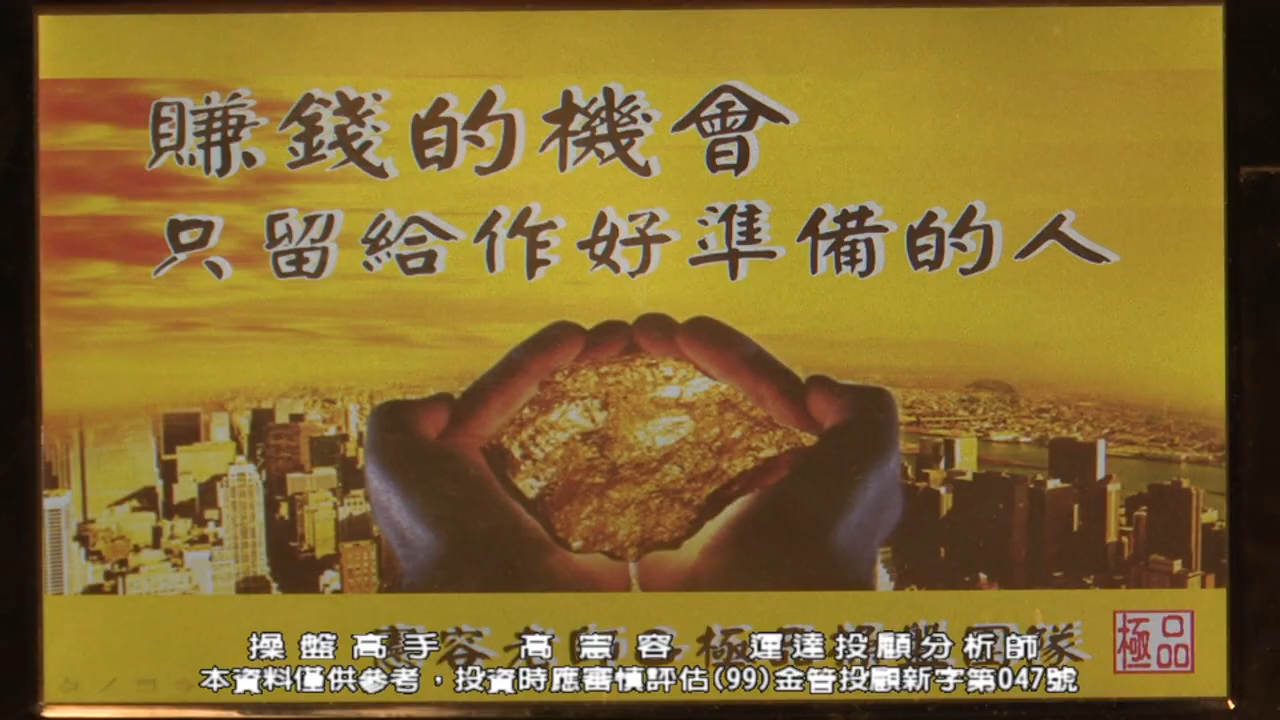 賺錢的機會
只留給作好準備的人
極品
操盤高手 高憲容 運達投顧分析師
本資料僅供參考，投資時應審慎評估(99)金管投顧新字第047號